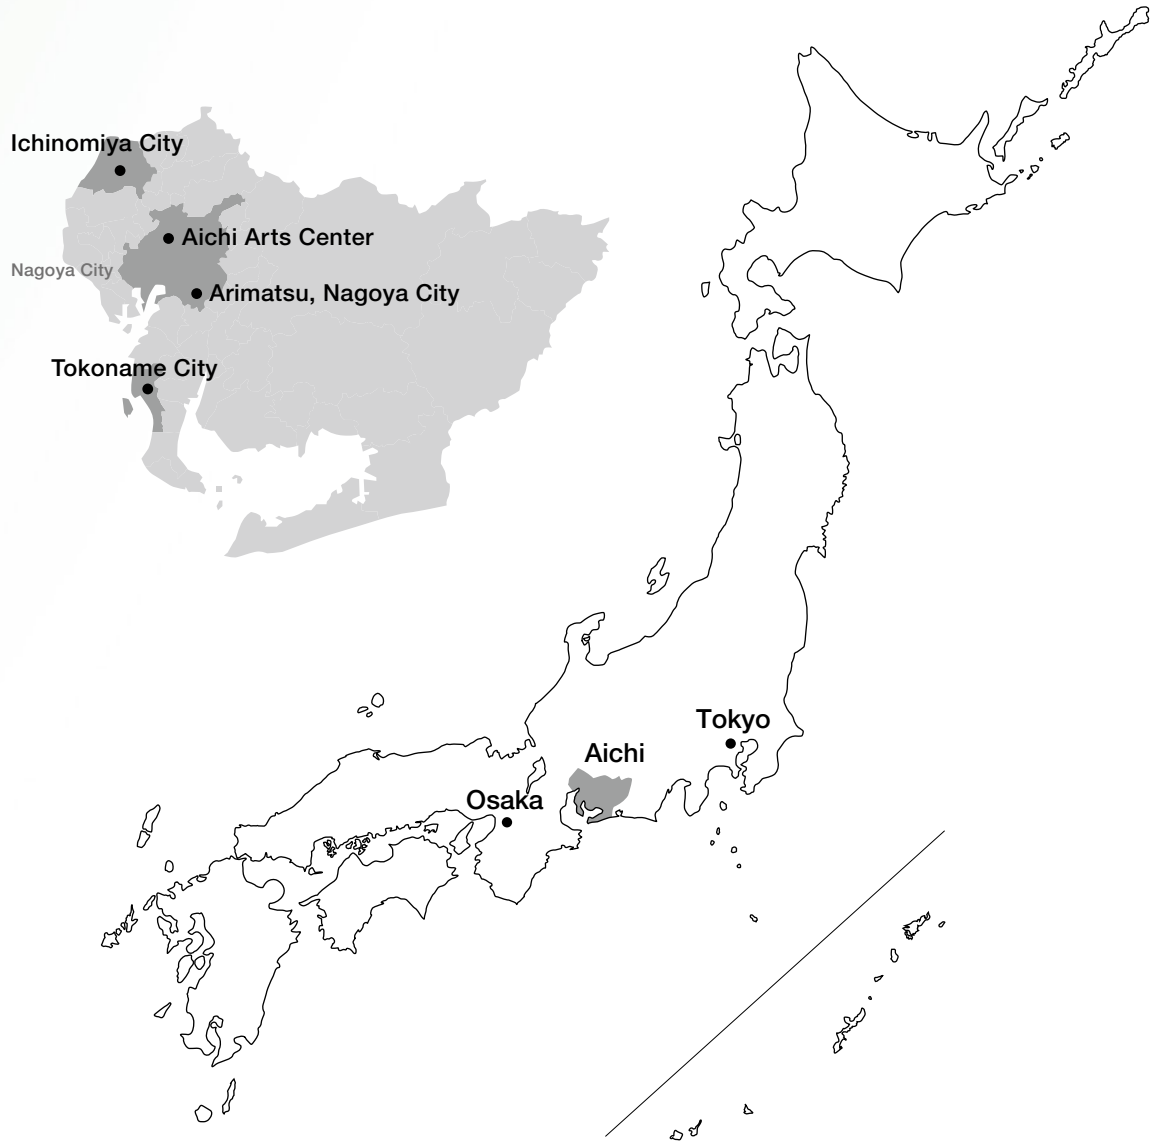 Ichinomiya City
Aichi Arts Center
Nagoya City
Arimatsu, Nagoya City
Tokoname City
Tokyo
Aichi
Osaka